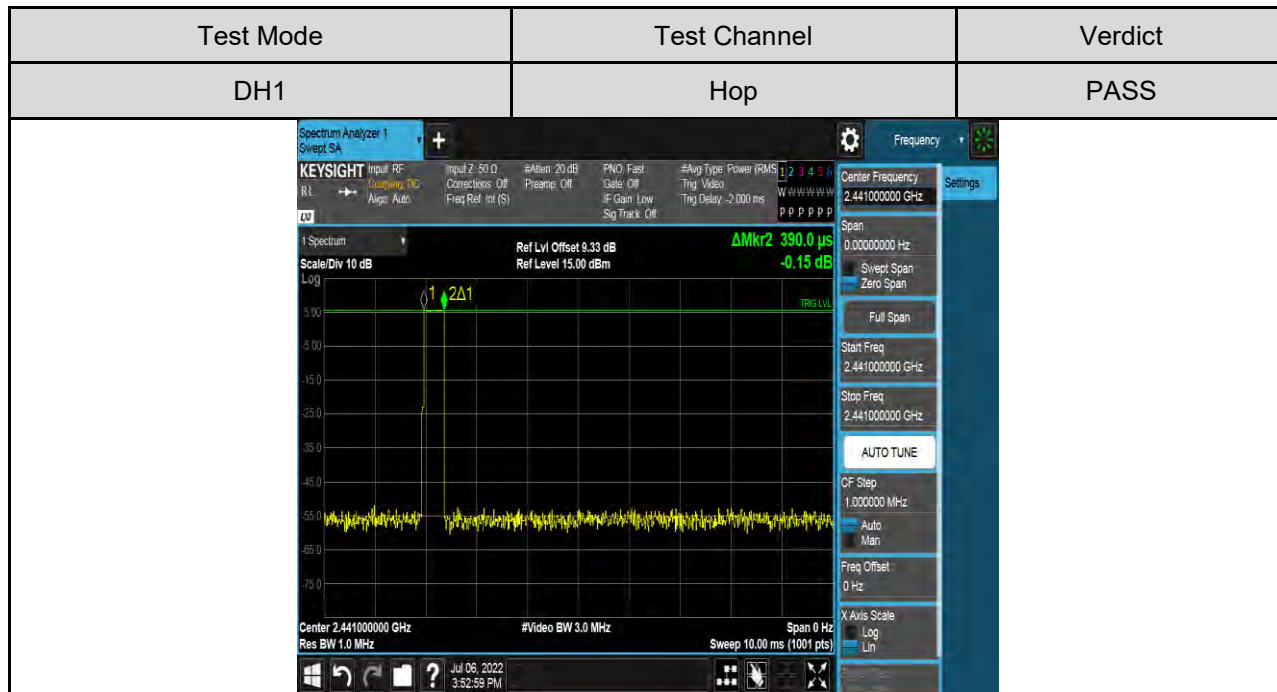 Test Mode Test Channel Verdict
DH1 Hop PASS
Spectrum Analyzer 1
Swept SA
+
Frequency
KEYSIGHT Input: RF Input Z: 50 Ω #Atten: 20 dB PNO: Fast #Avg Type: Power (RMS 1 2 3 4 5 6
RL Coupling: DC Corrections: Off Preamp: Off Gate: Off Trig: Video W W W W W W
Align: Auto Freq Ref: Int (S) IF Gain: Low Trig Delay: -2.000 ms
Sig Track: Off P P P P P P
LXI
Center Frequency
2.441000000 GHz
Settings
1 Spectrum
Scale/Div 10 dB
Ref Lvl Offset 9.33 dB
Ref Level 15.00 dBm
ΔMkr2 390.0 µs
-0.15 dB
Log
1 2Δ1
TRIG LVL
5.00
-5.00
-15.0
-25.0
-35.0
-45.0
-55.0
-65.0
-75.0
Center 2.441000000 GHz #Video BW 3.0 MHz Span 0 Hz
Res BW 1.0 MHz Sweep 10.00 ms (1001 pts)
Span
0.00000000 Hz
Swept Span
Zero Span
Full Span
Start Freq
2.441000000 GHz
Stop Freq
2.441000000 GHz
AUTO TUNE
CF Step
1.000000 MHz
Auto
Man
Freq Offset
0 Hz
X Axis Scale
Log
Lin
? Jul 06, 2022
3:52:59 PM